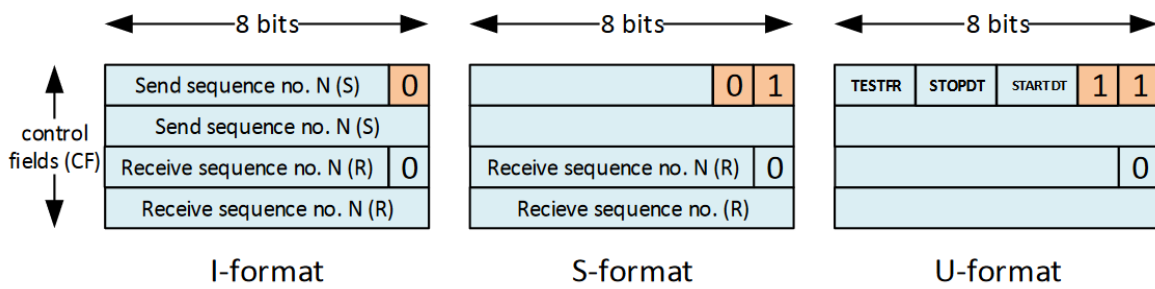 8 bits 8 bits 8 bits
Send sequence no. N (S) 0 0 1 TESTFR STOPDT STARTDT 1 1
Send sequence no. N (S)
control
fields (CF)
Receive sequence no. N (R) 0 Receive sequence no. N (R) 0 0
Receive sequence no. N (R) Recieve sequence no. (R)
I-format S-format U-format